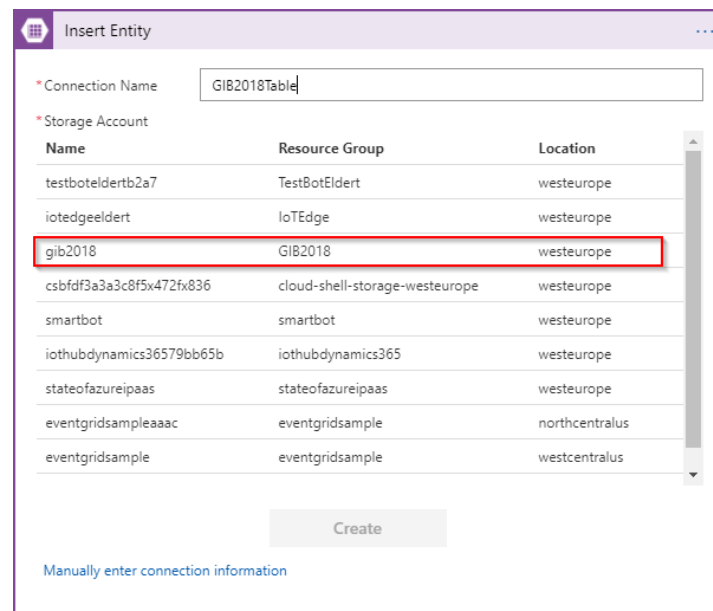 Insert Entity
...
*Connection Name GIB2018Table
*Storage Account
Name Resource Group Location
testboteldertb2a7 TestBotEldert westeurope
iotedgeeldert IoTEdge westeurope
gib2018 GIB2018 westeurope
csbfdf3a3a3c8f5x472fx836 cloud-shell-storage-westeurope westeurope
smartbot smartbot westeurope
iothubdynamics36579bb65b iothubdynamics365 westeurope
stateofazureipaas stateofazureipaas westeurope
eventgridsampleaaac eventgridsample northcentralus
eventgridsample eventgridsample westcentralus
Create
Manually enter connection information